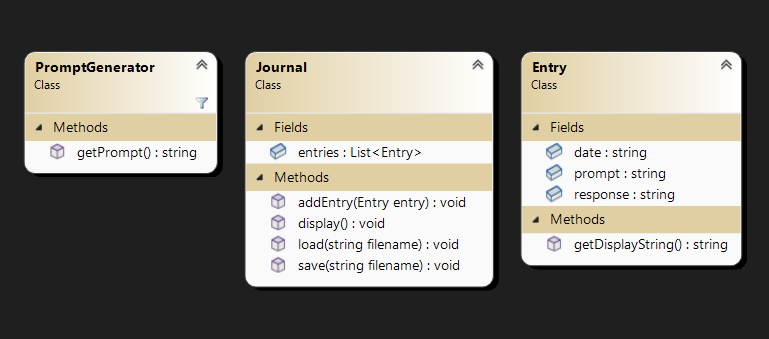 PromptGenerator
Class
Methods
getPrompt() : string
Journal
Class
Fields
entries : List<Entry>
Methods
addEntry(Entry entry) : void
display() : void
load(string filename) : void
save(string filename) : void
Entry
Class
Fields
date : string
prompt : string
response : string
Methods
getDisplayString() : string